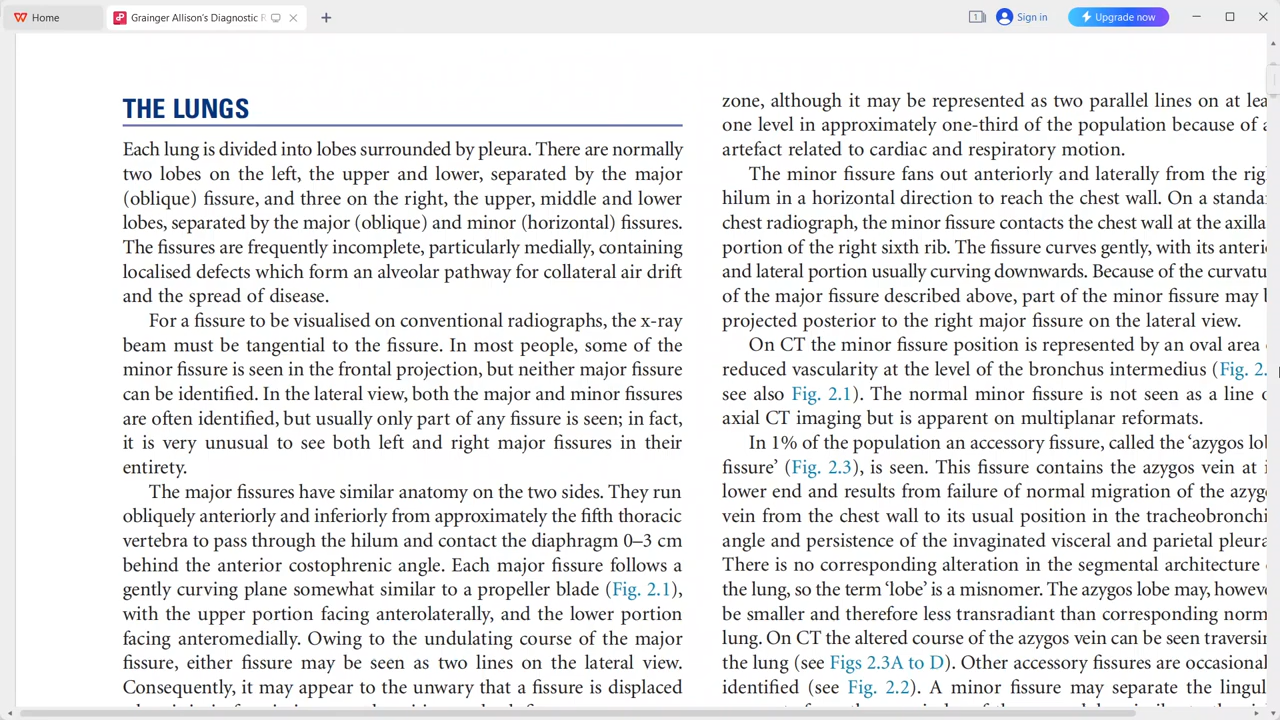 Home
Grainger Allison's Diagnostic
1
Sign in
Upgrade now
THE LUNGS
Each lung is divided into lobes surrounded by pleura. There are normally
two lobes on the left, the upper and lower, separated by the major
(oblique) fissure, and three on the right, the upper, middle and lower
lobes, separated by the major (oblique) and minor (horizontal) fissures.
The fissures are frequently incomplete, particularly medially, containing
localised defects which form an alveolar pathway for collateral air drift
and the spread of disease.
For a fissure to be visualised on conventional radiographs, the x-ray
beam must be tangential to the fissure. In most people, some of the
minor fissure is seen in the frontal projection, but neither major fissure
can be identified. In the lateral view, both the major and minor fissures
are often identified, but usually only part of any fissure is seen; in fact,
it is very unusual to see both left and right major fissures in their
entirety.
The major fissures have similar anatomy on the two sides. They run
obliquely anteriorly and inferiorly from approximately the fifth thoracic
vertebra to pass through the hilum and contact the diaphragm 0–3 cm
behind the anterior costophrenic angle. Each major fissure follows a
gently curving plane somewhat similar to a propeller blade (Fig. 2.1),
with the upper portion facing anterolaterally, and the lower portion
facing anteromedially. Owing to the undulating course of the major
fissure, either fissure may be seen as two lines on the lateral view.
Consequently, it may appear to the unwary that a fissure is displaced
zone, although it may be represented as two parallel lines on at
one level in approximately one-third of the population because of
artefact related to cardiac and respiratory motion.
The minor fissure fans out anteriorly and laterally from the
hilum in a horizontal direction to reach the chest wall. On a
chest radiograph, the minor fissure contacts the chest wall at the
portion of the right sixth rib. The fissure curves gently, with its
and lateral portion usually curving downwards. Because of the
of the major fissure described above, part of the minor fissure may
projected posterior to the right major fissure on the lateral view.
On CT the minor fissure position is represented by an oval area
reduced vascularity at the level of the bronchus intermedius (Fig. 2.
see also Fig. 2.1). The normal minor fissure is not seen as a line
axial CT imaging but is apparent on multiplanar reformats.
In 1% of the population an accessory fissure, called the ‘azygos
fissure’ (Fig. 2.3), is seen. This fissure contains the azygos vein at
lower end and results from failure of normal migration of the
vein from the chest wall to its usual position in the
angle and persistence of the invaginated visceral and parietal
There is no corresponding alteration in the segmental architecture
the lung, so the term ‘lobe’ is a misnomer. The azygos lobe may,
be smaller and therefore less transradiant than corresponding
lung. On CT the altered course of the azygos vein can be seen
the lung (see Figs 2.3A to D). Other accessory fissures are
identified (see Fig. 2.2). A minor fissure may separate the